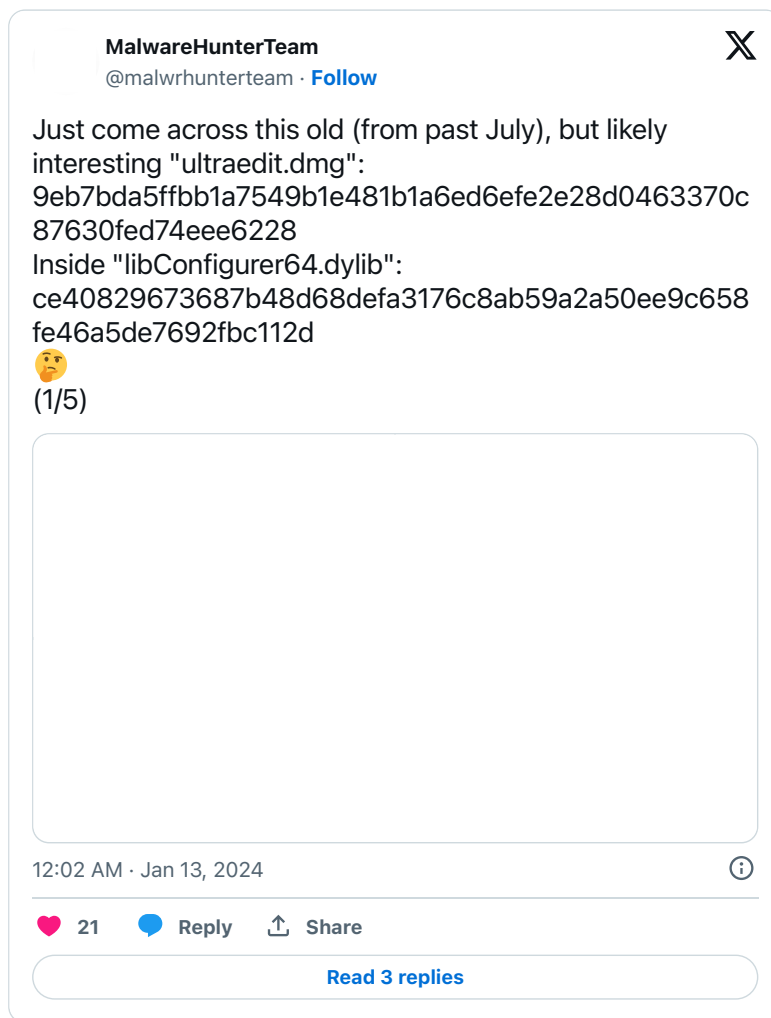 MalwareHunterTeam
@malwrhunterteam · Follow
Just come across this old (from past July), but likely
interesting "ultraedit.dmg":
9eb7bda5ffbb1a7549b1e481b1a6ed6efe2e28d0463370c
87630fed74eee6228
Inside "libConfigurer64.dylib":
ce40829673687b48d68defa3176c8ab59a2a50ee9c658
fe46a5de7692fbc112d
🤔
(1/5)
12:02 AM · Jan 13, 2024
21 Reply Share
Read 3 replies